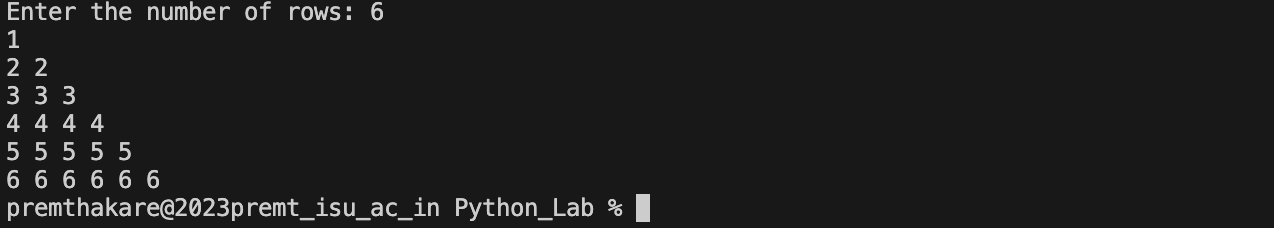 Enter the number of rows: 6
1
2 2
3 3 3
4 4 4 4
5 5 5 5 5
6 6 6 6 6 6
premthakare@2023premt_isu_ac_in Python_Lab %